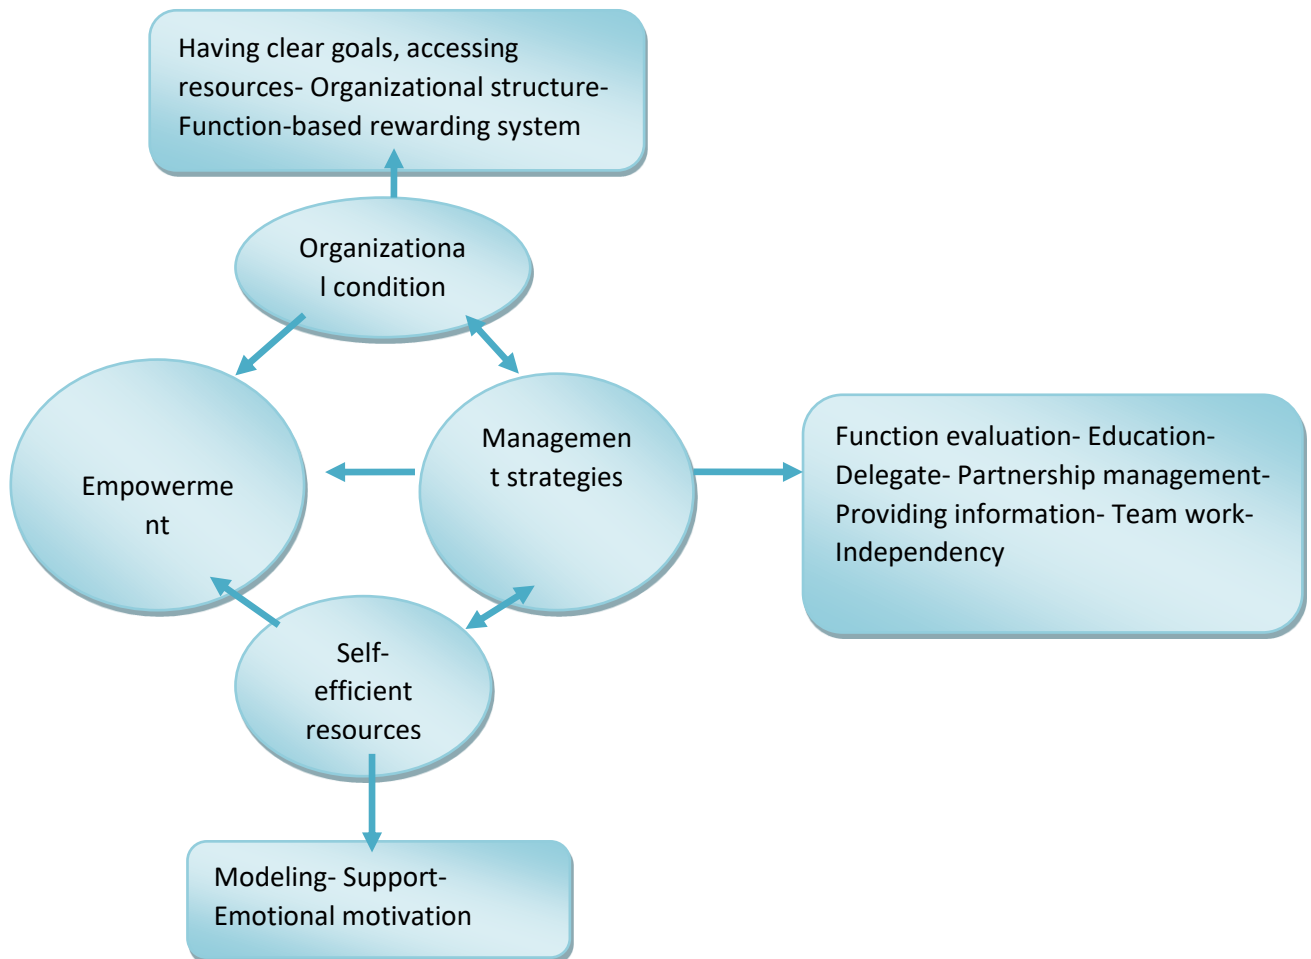 Having clear goals, accessing
resources- Organizational structure-
Function-based rewarding system
Organizationa
l condition
Managemen
t strategies
Empowerme
nt
Function evaluation- Education-
Delegate- Partnership management-
Providing information- Team work-
Independency
Self-
efficient
resources
Modeling- Support-
Emotional motivation